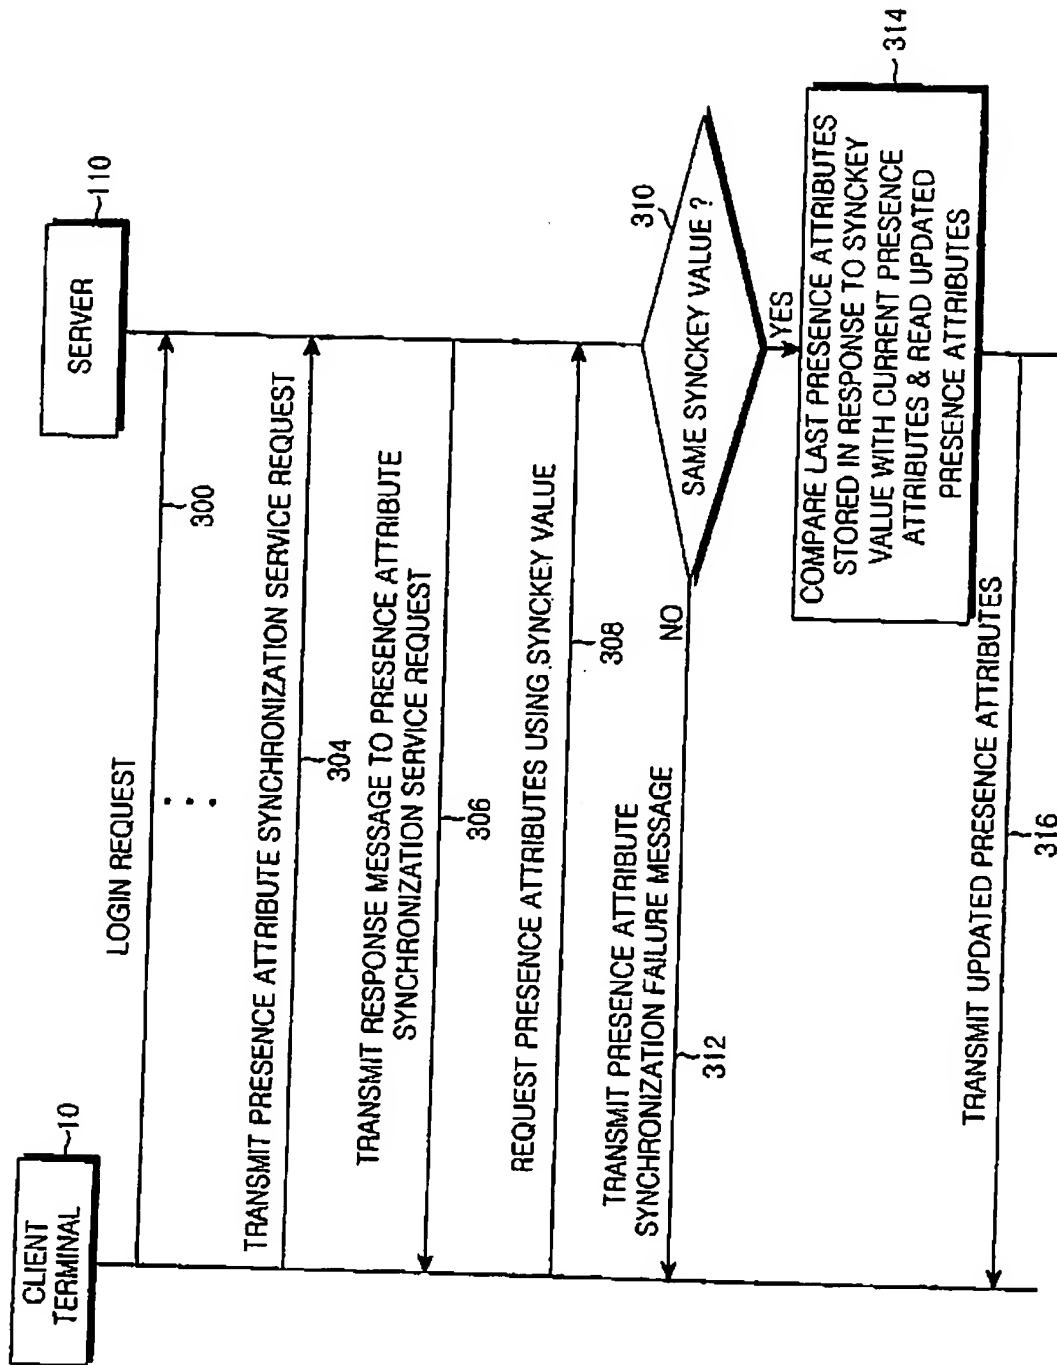 CLIENT
TERMINAL
10
SERVER
110
LOGIN REQUEST
300
TRANSMIT PRESENCE ATTRIBUTE SYNCHRONIZATION SERVICE REQUEST
304
TRANSMIT RESPONSE MESSAGE TO PRESENCE ATTRIBUTE
SYNCHRONIZATION SERVICE REQUEST
306
REQUEST PRESENCE ATTRIBUTES USING SYNCKEY VALUE
308
310
SAME SYNCKEY VALUE ?
NO
YES
TRANSMIT PRESENCE ATTRIBUTE
SYNCHRONIZATION FAILURE MESSAGE
312
314
COMPARE LAST PRESENCE ATTRIBUTES
STORED IN RESPONSE TO SYNCKEY
VALUE WITH CURRENT PRESENCE
ATTRIBUTES & READ UPDATED
PRESENCE ATTRIBUTES
TRANSMIT UPDATED PRESENCE ATTRIBUTES
316